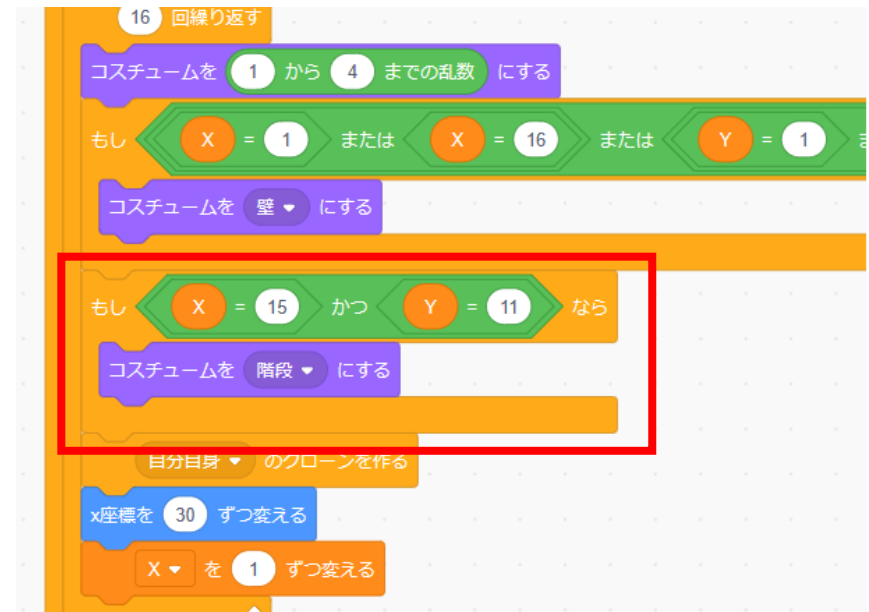 16 回繰り返す
コスチュームを 1 から 4 までの乱数 にする
もし X = 1 または X = 16 または Y = 1 ま
コスチュームを 壁 にする
もし X = 15 かつ Y = 11 なら
コスチュームを 階段 にする
自分自身 のクローンを作る
x座標を 30 ずつ変える
X を 1 ずつ変える